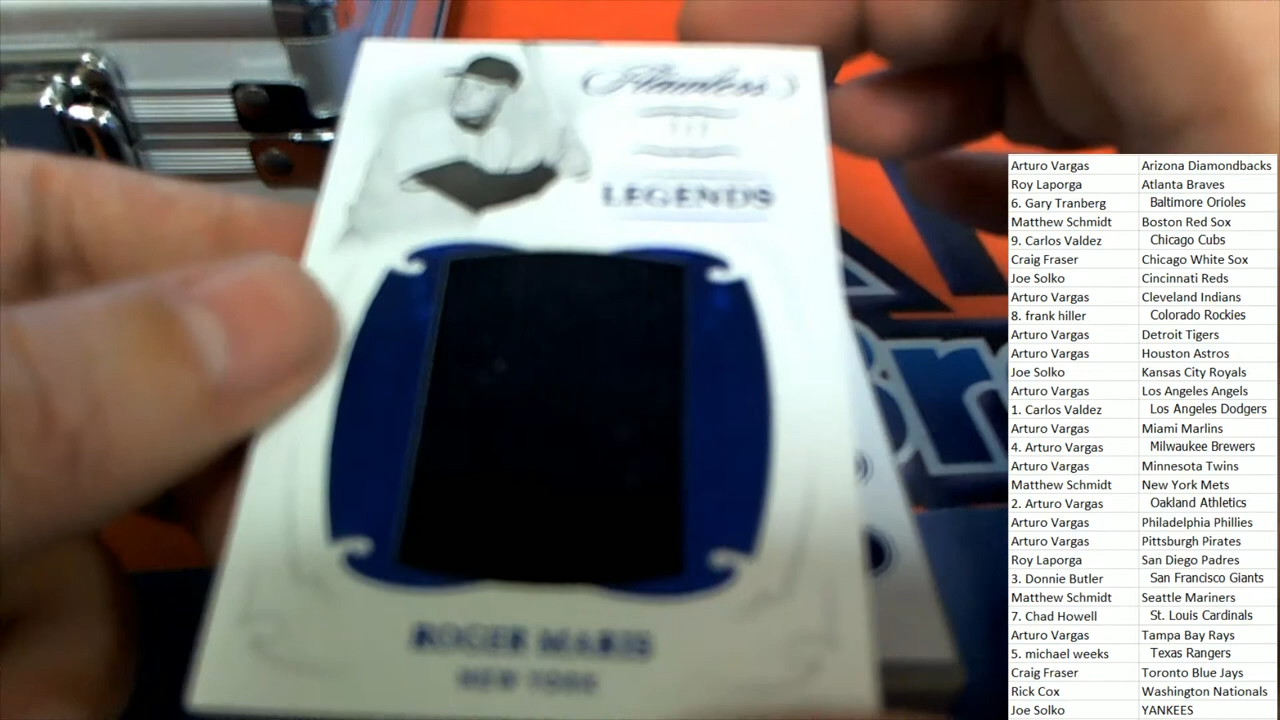 Flawless
LEGENDS
ROGER MARIS
NEW YORK
Arturo Vargas Arizona Diamondbacks
Roy Laporga Atlanta Braves
6. Gary Tranberg Baltimore Orioles
Matthew Schmidt Boston Red Sox
9. Carlos Valdez Chicago Cubs
Craig Fraser Chicago White Sox
Joe Solko Cincinnati Reds
Arturo Vargas Cleveland Indians
8. frank hiller Colorado Rockies
Arturo Vargas Detroit Tigers
Arturo Vargas Houston Astros
Joe Solko Kansas City Royals
Arturo Vargas Los Angeles Angels
1. Carlos Valdez Los Angeles Dodgers
Arturo Vargas Miami Marlins
4. Arturo Vargas Milwaukee Brewers
Arturo Vargas Minnesota Twins
Matthew Schmidt New York Mets
2. Arturo Vargas Oakland Athletics
Arturo Vargas Philadelphia Phillies
Arturo Vargas Pittsburgh Pirates
Roy Laporga San Diego Padres
3. Donnie Butler San Francisco Giants
Matthew Schmidt Seattle Mariners
7. Chad Howell St. Louis Cardinals
Arturo Vargas Tampa Bay Rays
5. michael weeks Texas Rangers
Craig Fraser Toronto Blue Jays
Rick Cox Washington Nationals
Joe Solko YANKEES